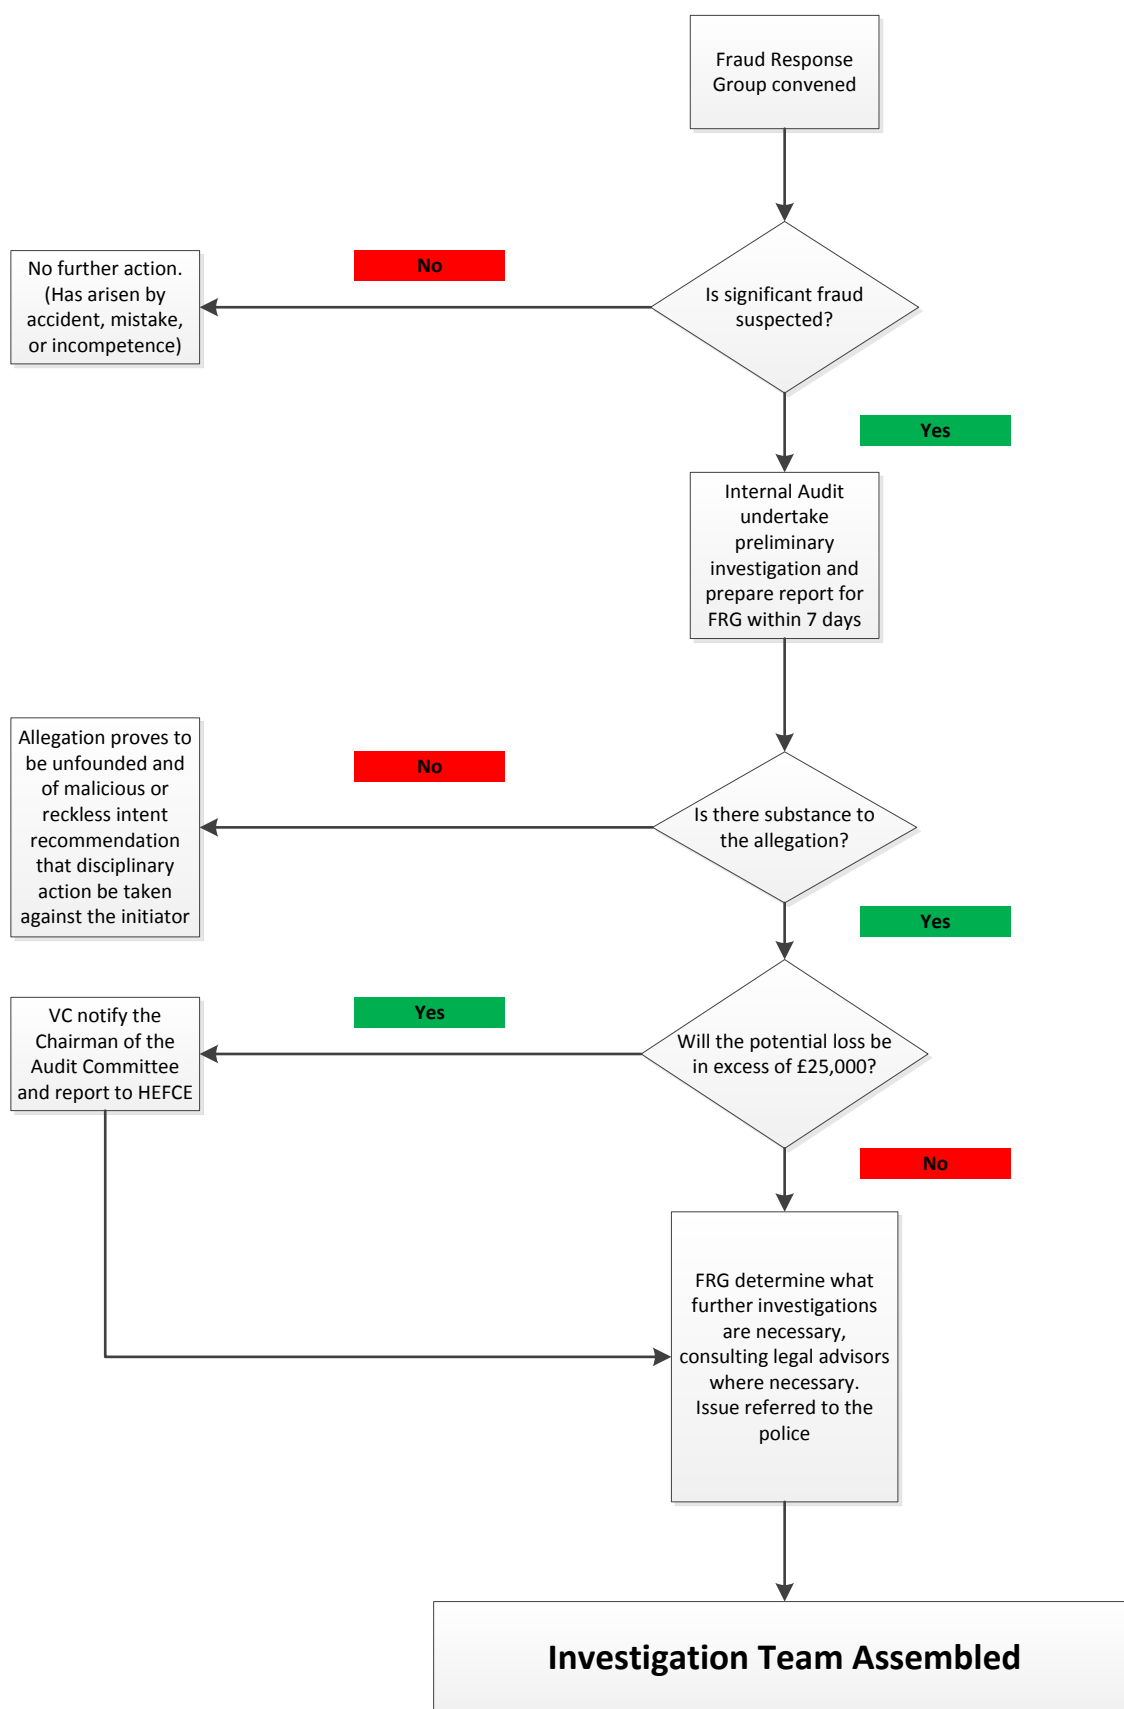 Fraud Response
Group convened
No
No further action.
(Has arisen by
accident, mistake,
or incompetence)
Is significant fraud
suspected?
Yes
Internal Audit
undertake
preliminary
investigation and
prepare report for
FRG within 7 days
Allegation proves to
be unfounded and
of malicious or
reckless intent
recommendation
that disciplinary
action be taken
against the initiator
No
Is there substance to
the allegation?
Yes
VC notify the
Chairman of the
Audit Committee
and report to HEFCE
Yes
Will the potential loss be
in excess of £25,000?
No
FRG determine what
further investigations
are necessary,
consulting legal advisors
where necessary.
Issue referred to the
police
Investigation Team Assembled